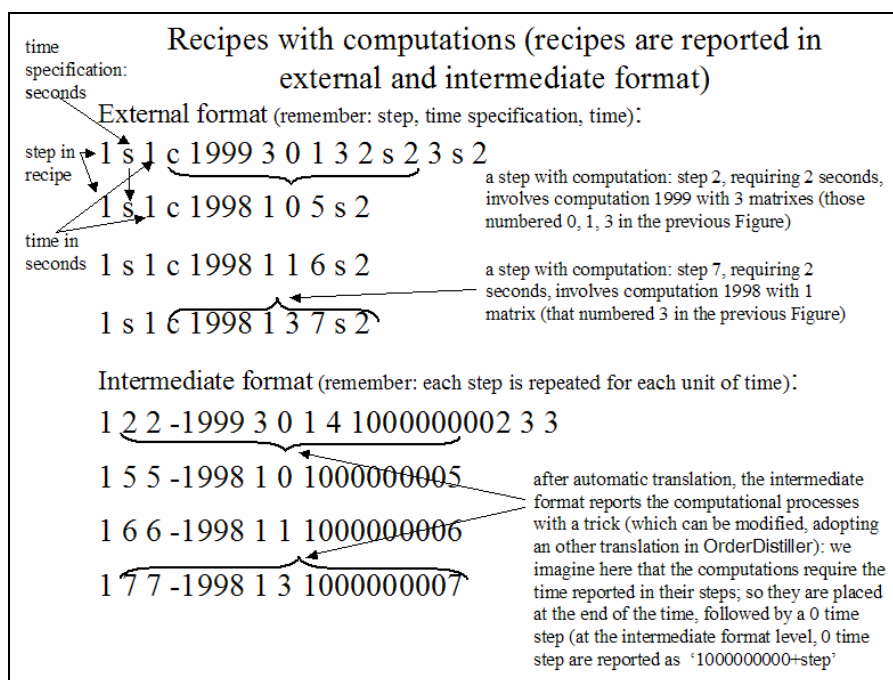 Recipes with computations (recipes are reported in
external and intermediate format)
time
specification:
seconds
External format (remember: step, time specification, time):
1 s 1 c 1999 3 0 1 3 2 s 2 3 s 2
step in
recipe
a step with computation: step 2, requiring 2 seconds,
involves computation 1999 with 3 matrixes (those
numbered 0, 1, 3 in the previous Figure)
1 s 1 c 1998 1 0 5 s 2
time in
seconds
1 s 1 c 1998 1 1 6 s 2
a step with computation: step 7, requiring 2
seconds, involves computation 1998 with 1
matrix (that numbered 3 in the previous Figure)
1 s 1 c 1998 1 3 7 s 2
Intermediate format (remember: each step is repeated for each unit of time):
1 2 2 -1999 3 0 1 4 1000000002 3 3
1 5 5 -1998 1 0 1000000005
1 6 6 -1998 1 1 1000000006
1 7 7 -1998 1 3 1000000007
after automatic translation, the intermediate
format reports the computational processes
with a trick (which can be modified, adopting
an other translation in OrderDistiller): we
imagine here that the computations require the
time reported in their steps; so they are placed
at the end of the time, followed by a 0 time
step (at the intermediate format level, 0 time
step are reported as ‘1000000000+step’